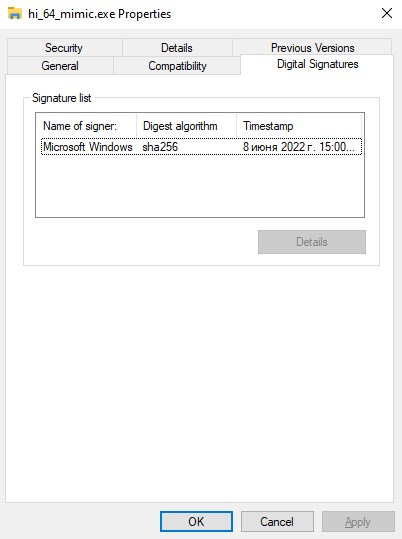 hi_64_mimic.exe Properties
Security Details Previous Versions
General Compatibility Digital Signatures
Signature list
Name of signer: Digest algorithm Timestamp
Microsoft Windows sha256 8 июня 2022 г. 15:00...
Details
OK Cancel Apply